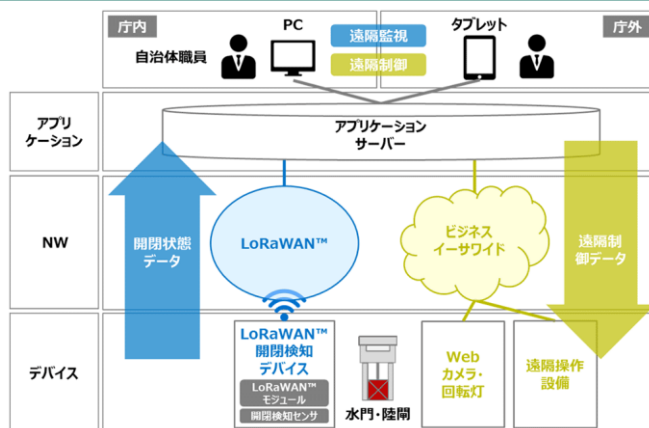 庁内
PC
タブレット
庁外
自治体職員
遠隔監視
遠隔制御
アプリ
ケーション
アプリケーション
サーバー
NW
開閉状態
データ
LoRaWAN™
ビジネス
イーサワイド
遠隔制
御データ
デバイス
LoRaWAN™
開閉検知
デバイス
LoRaWAN™
モジュール
開閉検知センサ
水門・陸閘
Web
カメラ・
回転灯
遠隔操作
設備